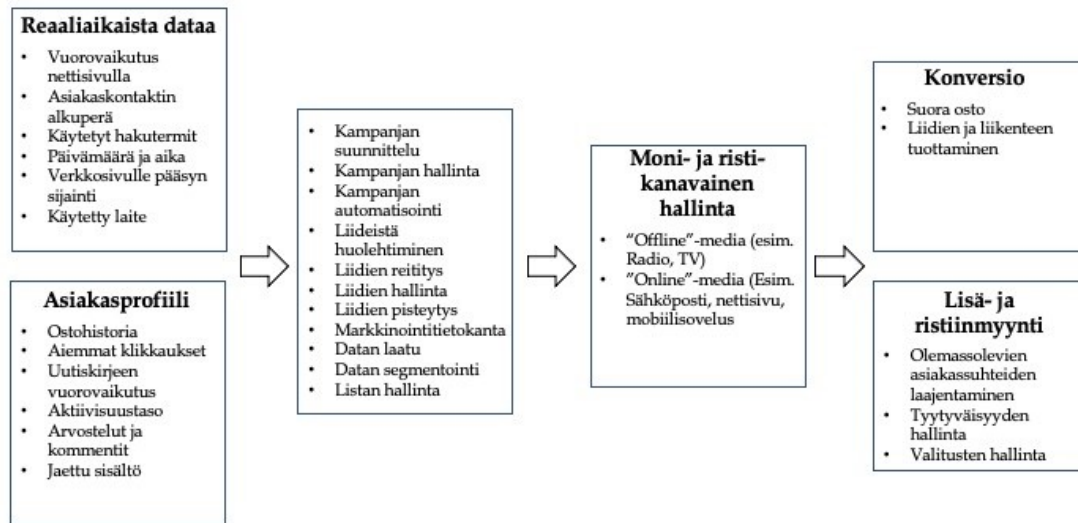 Reaaliaikaista dataa
• Vuorovaikutus
nettisivulla
• Asiakaskontaktin
alkuperä
• Käytetyt hakutermit
• Päivämäärä ja aika
• Verkkosivulle pääsyn
sijainti
• Käytetty laite
Asiakasprofiili
• Ostohistoria
• Aiemmat klikkaukset
• Uutiskirjeen
vuorovaikutus
• Aktiivisuustaso
• Arvostelut ja
kommentit
• Jaettu sisältö
• Kampanjan
suunnittelu
• Kampanjan hallinta
• Kampanjan
automatisointi
• Liideistä
huolehtiminen
• Liidien reititys
• Liidien hallinta
• Liidien pisteytys
• Markkinointitietokanta
• Datan laatu
• Datan segmentointi
• Listan hallinta
Moni- ja risti-
kanavainen
hallinta
• "Offline"-media (esim.
Radio, TV)
• "Online"-media (Esim.
Sähköposti, nettisivu,
mobiilisovelus
Konversio
• Suora osto
• Liidien ja liikenteen
tuottaminen
Lisä- ja
ristiinmyynti
• Olemassolevien
asiakassuhteiden
laajentaminen
• Tyytyväisyyden
hallinta
• Valitusten hallinta